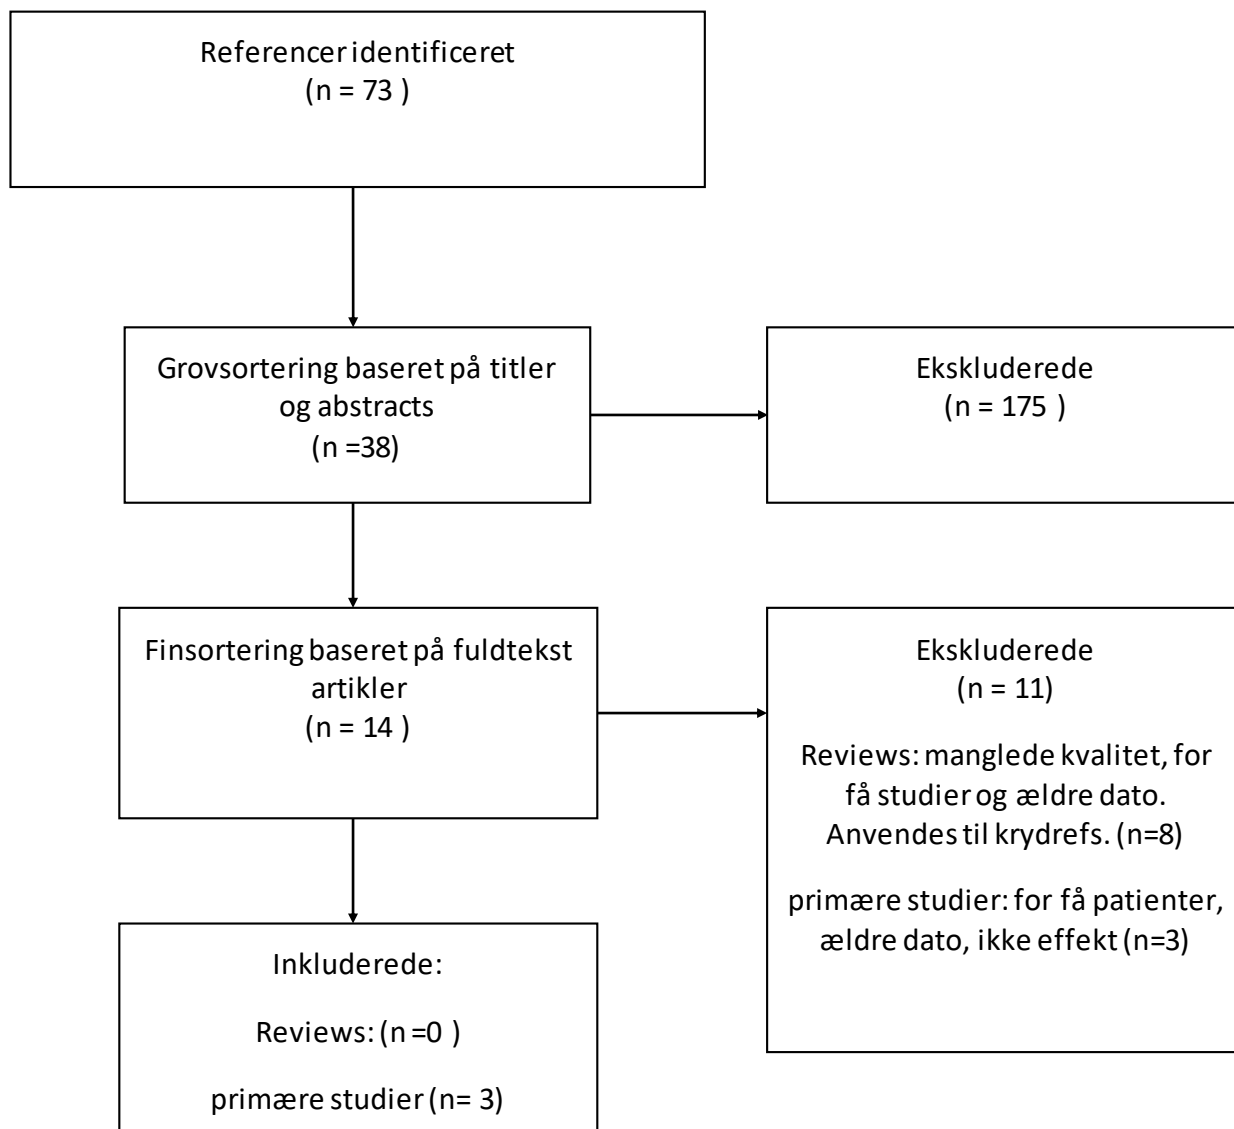 Referencer identificeret
(n = 73 )
Grovsortering baseret på titler
og abstracts
(n =38)
Ekskluderede
(n = 175 )
Finsortering baseret på fuldtekst
artikler
(n = 14 )
Ekskluderede
(n = 11)
Reviews: manglede kvalitet, for
få studier og ældre dato.
Anvendes til krydrefs. (n=8)
primære studier: for få patienter,
ældre dato, ikke effekt (n=3)
Inkluderede:
Reviews: (n =0 )
primære studier (n= 3)